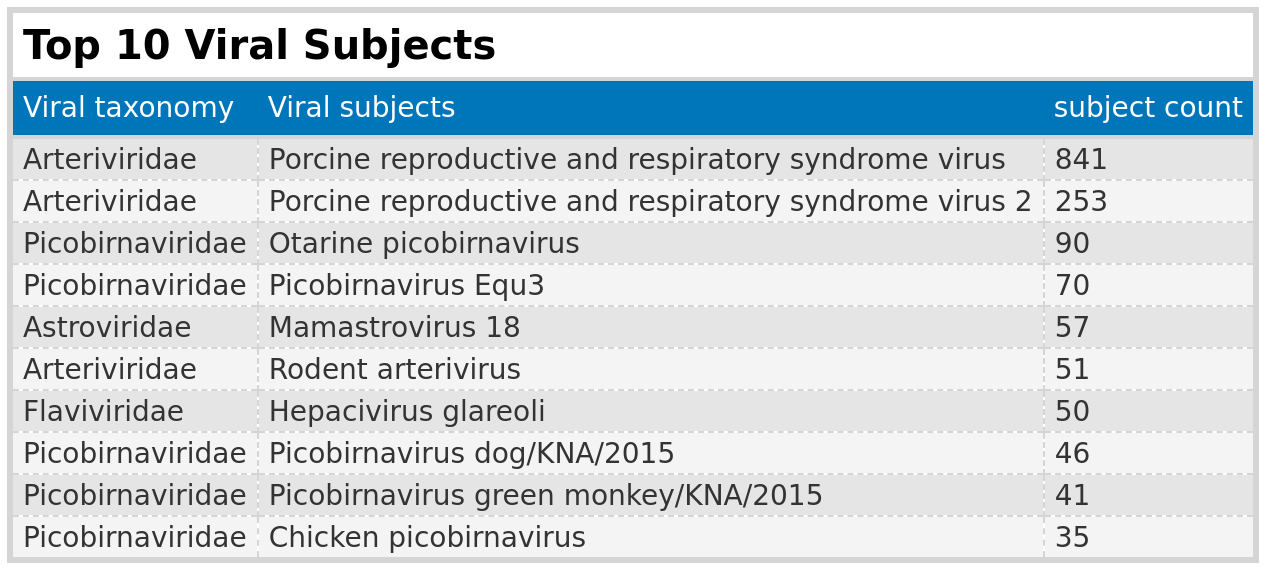 Top 10 Viral Subjects
Viral taxonomy Viral subjects subject count
Arteriviridae Porcine reproductive and respiratory syndrome virus 841
Arteriviridae Porcine reproductive and respiratory syndrome virus 2 253
Picobirnaviridae Otarine picobirnavirus 90
Picobirnaviridae Picobirnavirus Equ3 70
Astroviridae Mamastrovirus 18 57
Arteriviridae Rodent arterivirus 51
Flaviviridae Hepacivirus glareoli 50
Picobirnaviridae Picobirnavirus dog/KNA/2015 46
Picobirnaviridae Picobirnavirus green monkey/KNA/2015 41
Picobirnaviridae Chicken picobirnavirus 35